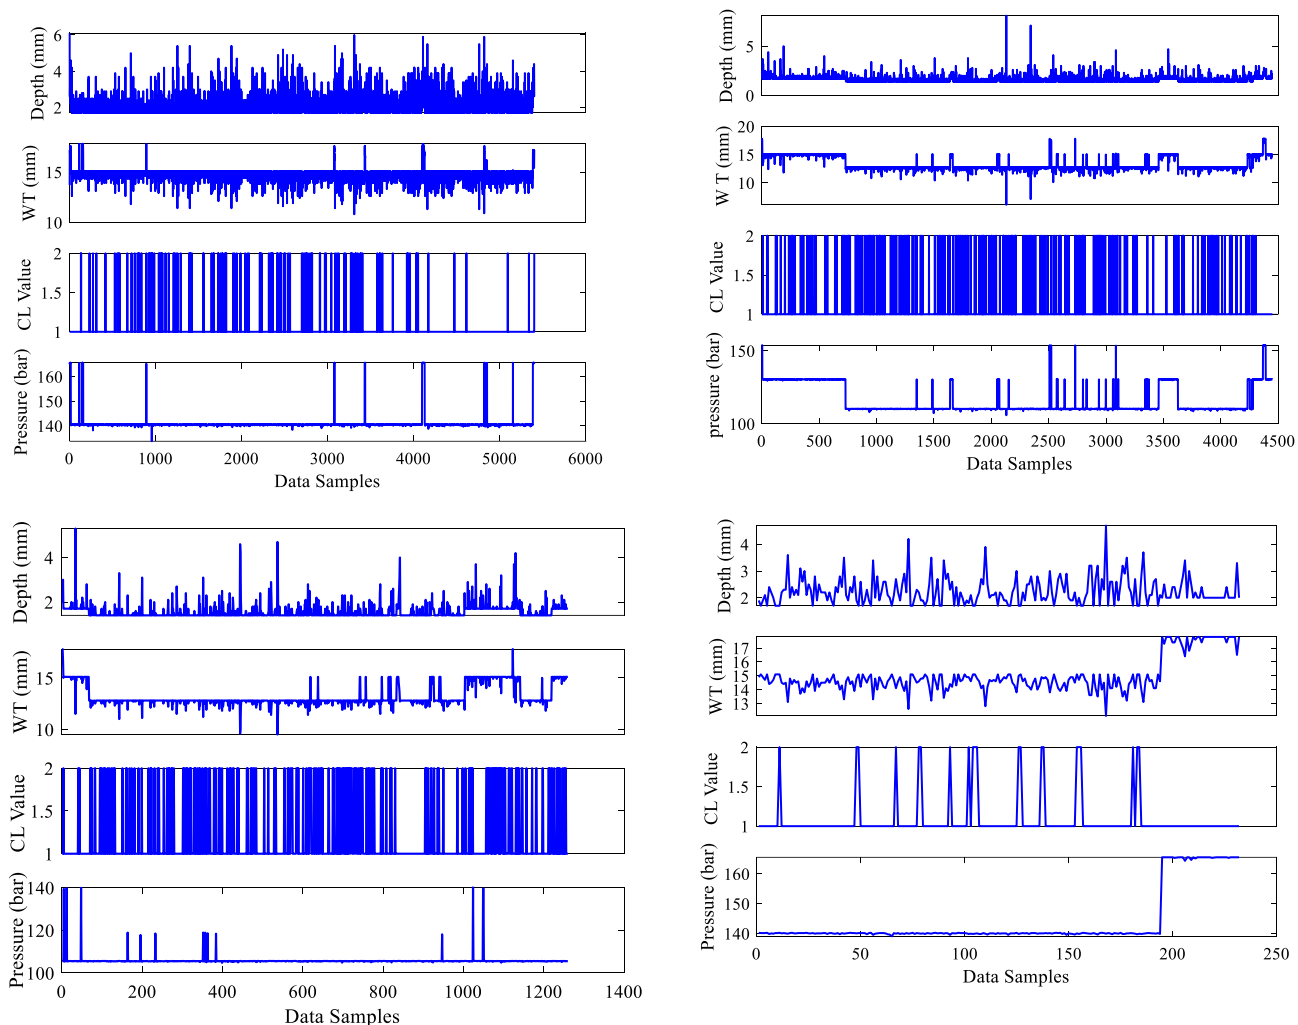 Depth (mm)
6
4
2
WT (mm)
15
10
CL Value
2
1.5
1
Pressure (bar)
160
150
140
0 1000 2000 3000 4000 5000 6000
Data Samples
Depth (mm)
5
0
W T (mm)
20
15
10
CL Value
2
1.5
1
pressure (bar)
150
100
0 500 1000 1500 2000 2500 3000 3500 4000 4500
Data Samples
Depth (mm)
4
2
WT (mm)
15
10
CL Value
2
1.5
1
Pressure (bar)
140
120
100
0 200 400 600 800 1000 1200 1400
Data Samples
Depth (mm)
4
3
2
WT (mm)
17
16
15
14
13
CL Value
2
1.5
1
Pressure (bar)
160
150
140
0 50 100 150 200 250
Data Samples